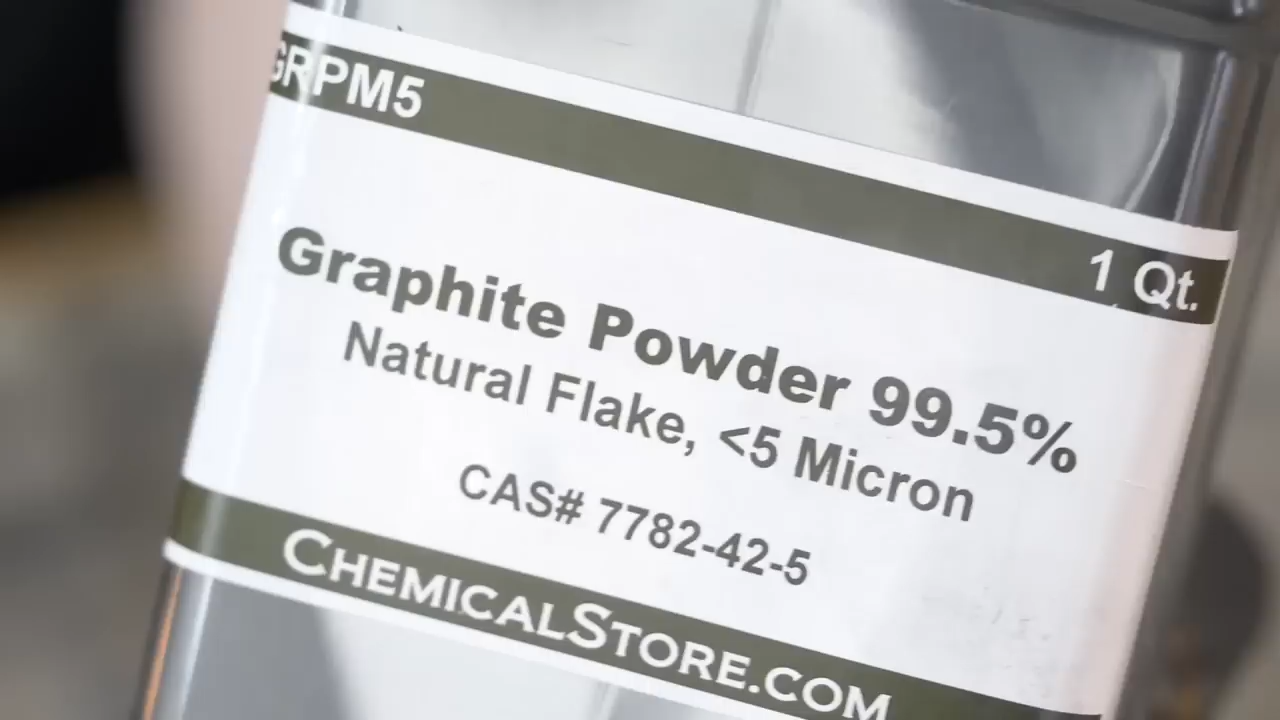 GRPM5
1 Qt.
Graphite Powder 99.5%
Natural Flake, <5 Micron
CAS# 7782-42-5
CHEMICALSTORE.COM